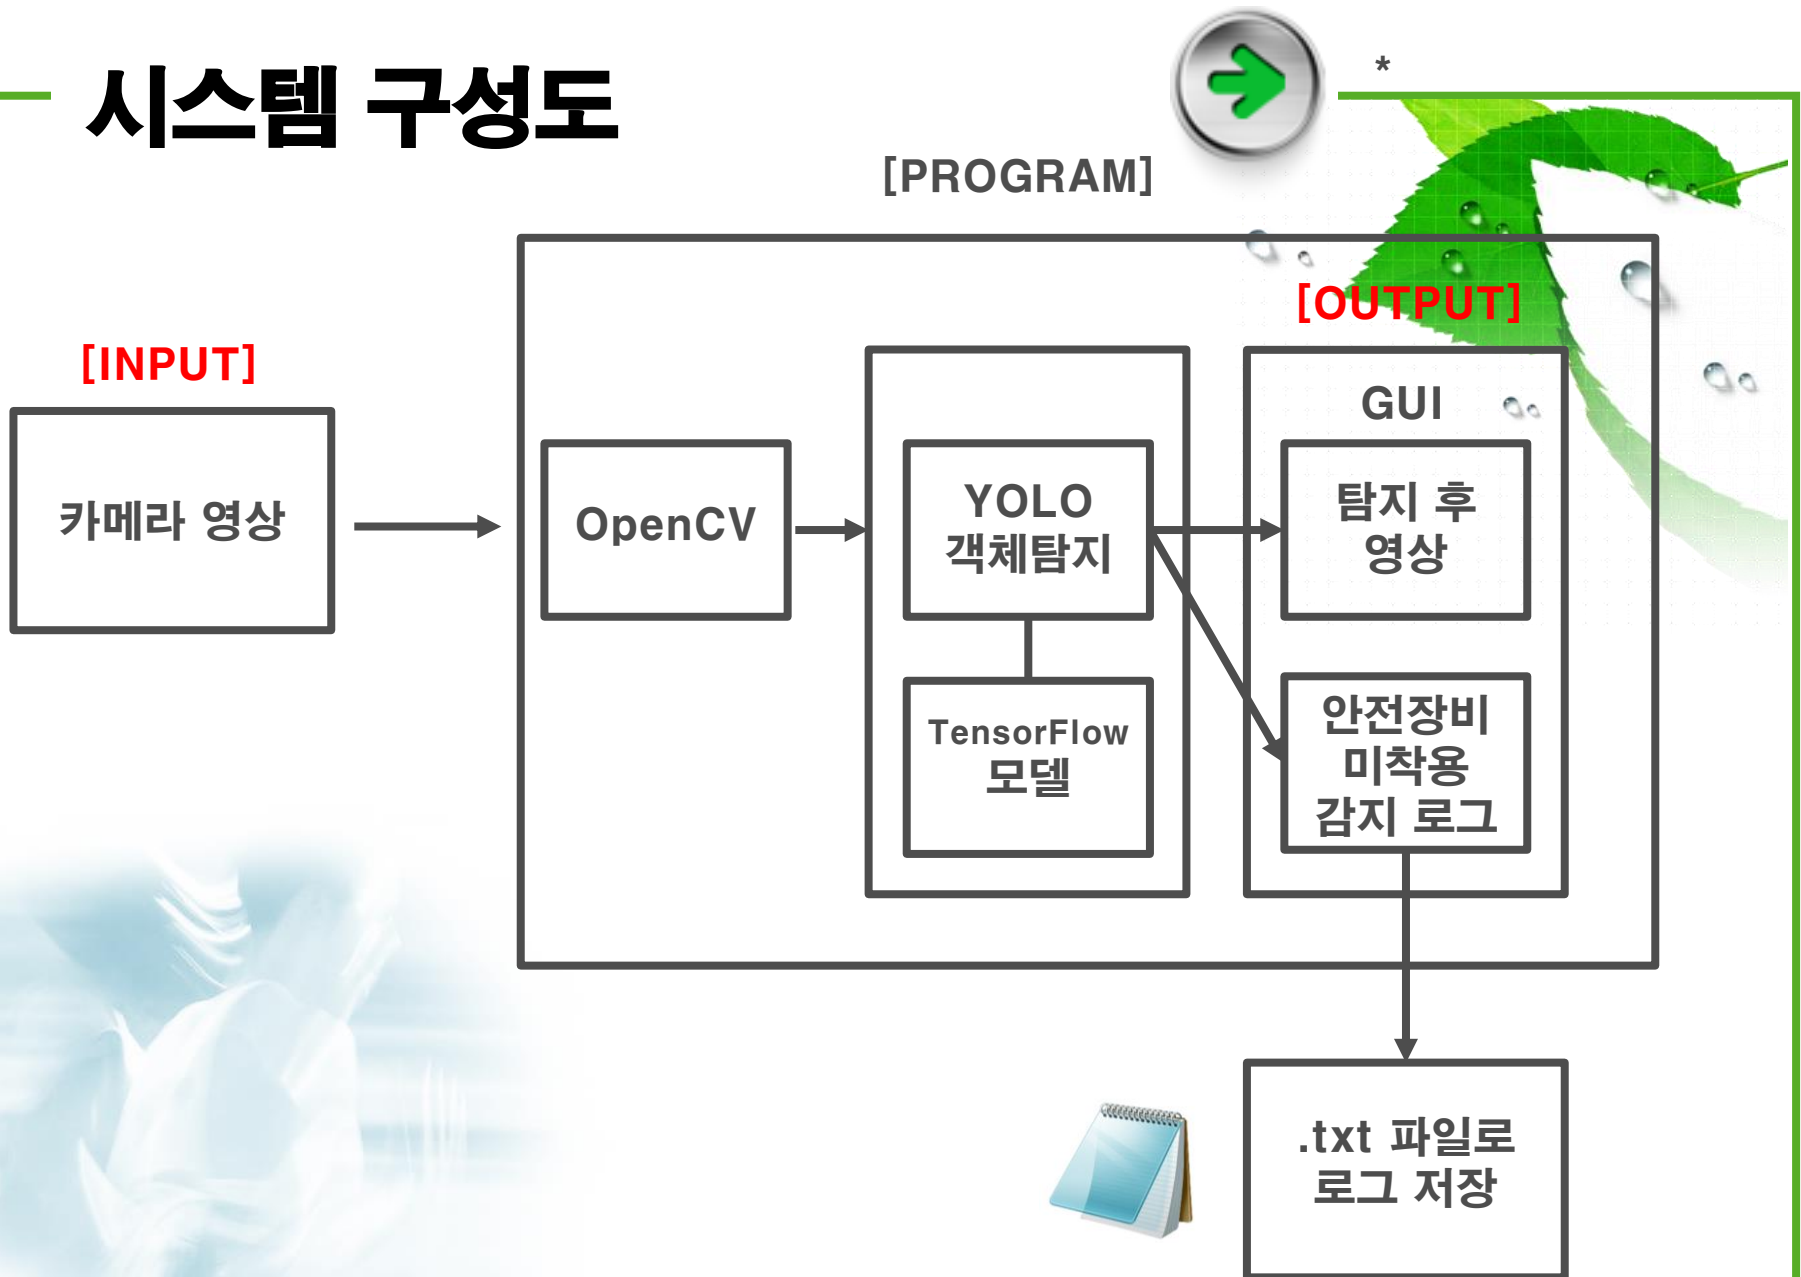 시스템 구성도
*
[PROGRAM]
[INPUT]
카메라 영상
OpenCV
YOLO
객체탐지
TensorFlow
모델
[OUTPUT]
GUI
탐지 후
영상
안전장비
미착용
감지 로그
.txt 파일로
로그 저장